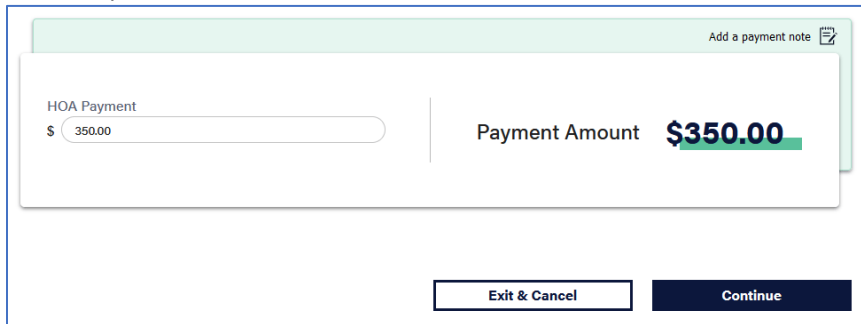 Add a payment note
HOA Payment
$ 350.00
Payment Amount $350.00
Exit & Cancel
Continue